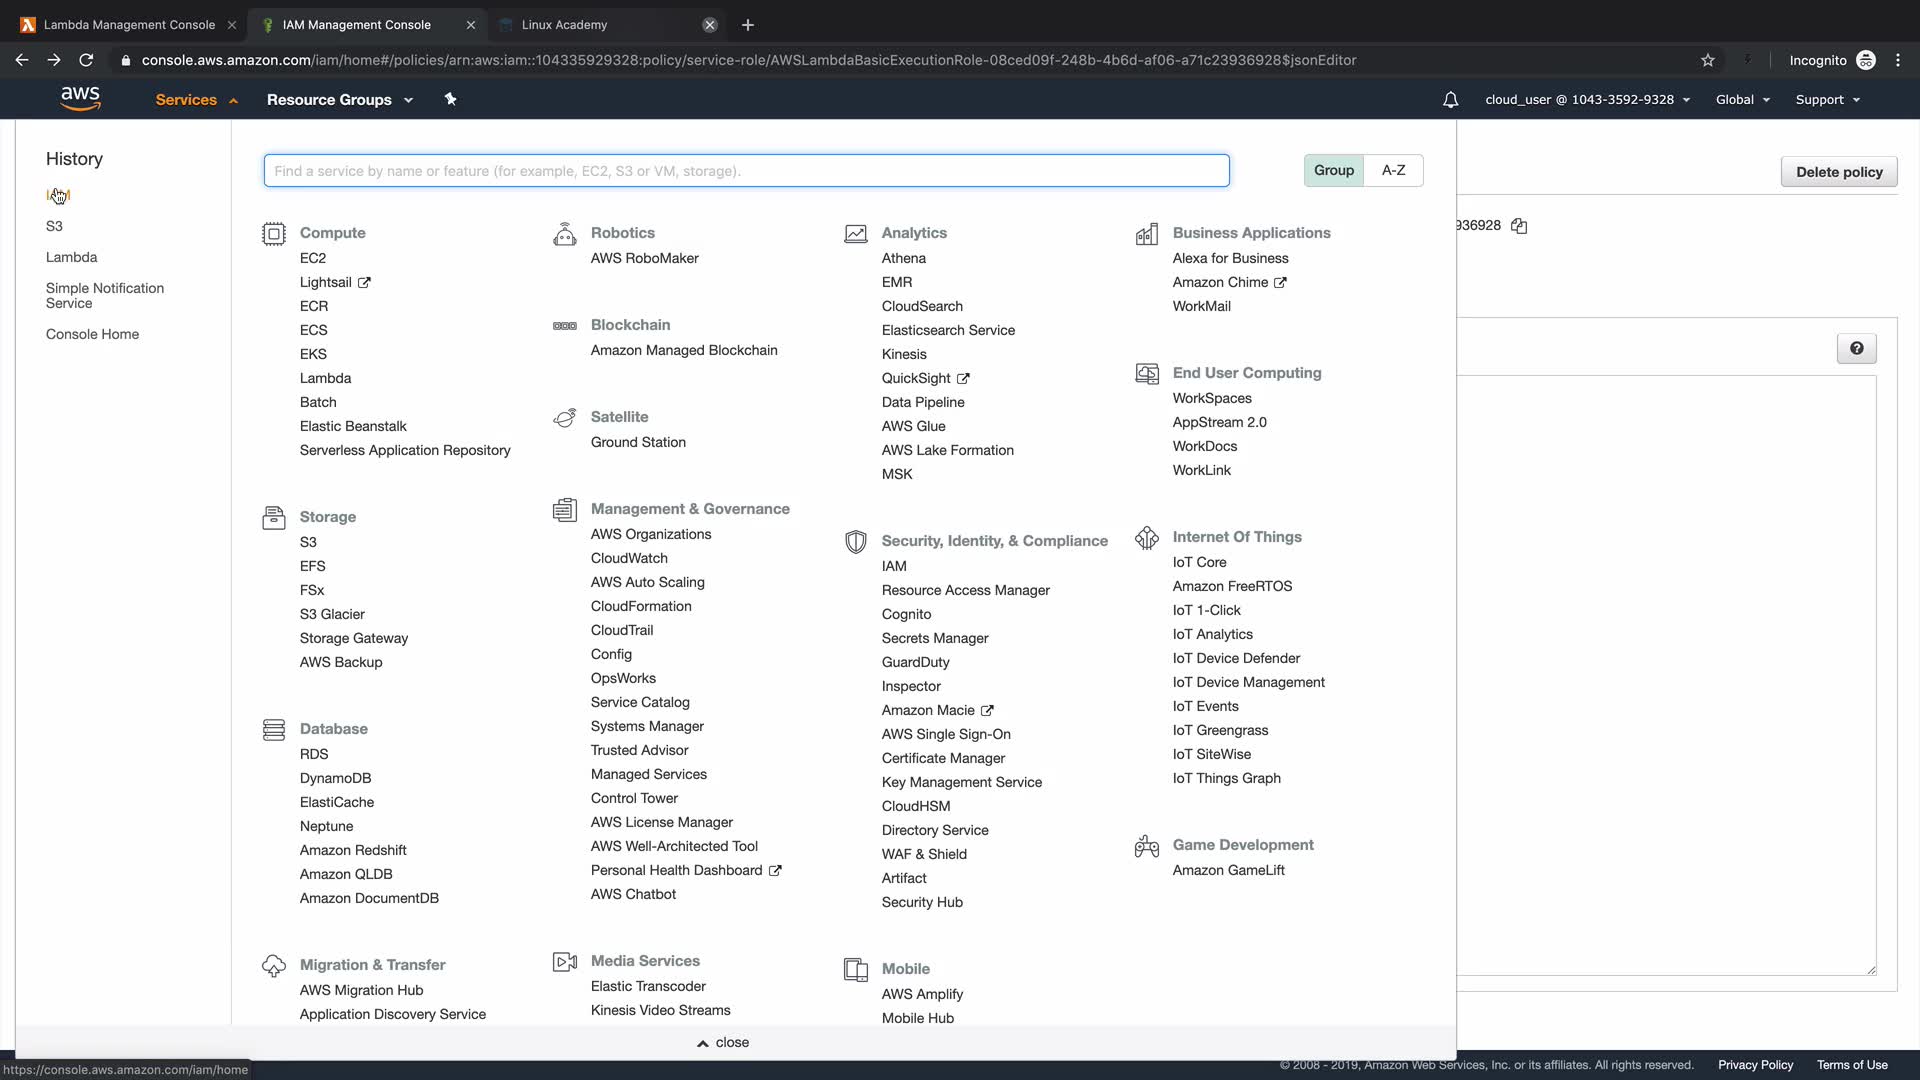 Lambda Management Console
IAM Management Console
Linux Academy
console.aws.amazon.com/iam/home#/policies/arn:aws:iam::104335929328:policy/service-role/AWSLambdaBasicExecutionRole-08ced09f-248b-4b6d-af06-a71c23936928$jsonEditor
Incognito
aws
Services
Resource Groups
cloud_user @ 1043-3592-9328
Global
Support
History
S3
Lambda
Simple Notification
Service
Console Home
Find a service by name or feature (for example, EC2, S3 or VM, storage).
Group
A-Z
Compute
EC2
Lightsail
ECR
ECS
EKS
Lambda
Batch
Elastic Beanstalk
Serverless Application Repository
Storage
S3
EFS
FSx
S3 Glacier
Storage Gateway
AWS Backup
Database
RDS
DynamoDB
ElastiCache
Neptune
Amazon Redshift
Amazon QLDB
Amazon DocumentDB
Migration & Transfer
AWS Migration Hub
Application Discovery Service
Robotics
AWS RoboMaker
Blockchain
Amazon Managed Blockchain
Satellite
Ground Station
Management & Governance
AWS Organizations
CloudWatch
AWS Auto Scaling
CloudFormation
CloudTrail
Config
OpsWorks
Service Catalog
Systems Manager
Trusted Advisor
Managed Services
Control Tower
AWS License Manager
AWS Well-Architected Tool
Personal Health Dashboard
AWS Chatbot
Media Services
Elastic Transcoder
Kinesis Video Streams
Analytics
Athena
EMR
CloudSearch
Elasticsearch Service
Kinesis
QuickSight
Data Pipeline
AWS Glue
AWS Lake Formation
MSK
Security, Identity, & Compliance
IAM
Resource Access Manager
Cognito
Secrets Manager
GuardDuty
Inspector
Amazon Macie
AWS Single Sign-On
Certificate Manager
Key Management Service
CloudHSM
Directory Service
WAF & Shield
Artifact
Security Hub
Mobile
AWS Amplify
Mobile Hub
Business Applications
Alexa for Business
Amazon Chime
WorkMail
End User Computing
WorkSpaces
AppStream 2.0
WorkDocs
WorkLink
Internet Of Things
IoT Core
Amazon FreeRTOS
IoT 1-Click
IoT Analytics
IoT Device Defender
IoT Device Management
IoT Events
IoT Greengrass
IoT SiteWise
IoT Things Graph
Game Development
Amazon GameLift
Delete policy
936928
close
https://console.aws.amazon.com/iam/home
© 2008 - 2019, Amazon Web Services, Inc. or its affiliates. All rights reserved.
Privacy Policy
Terms of Use